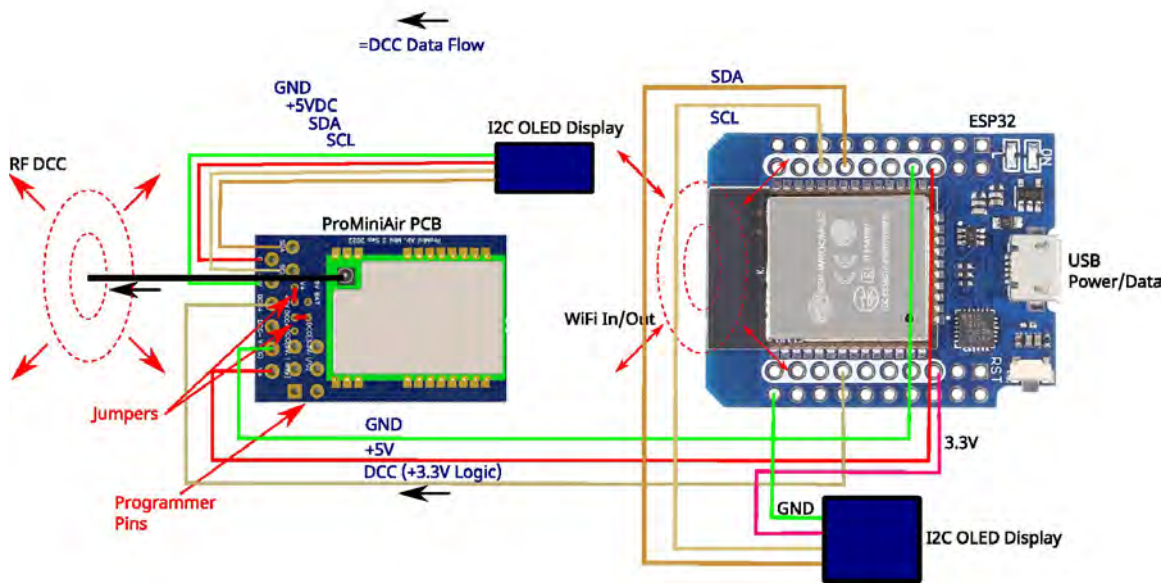 =DCC Data Flow
GND
+5VDC
SDA
SCL
I2C OLED Display
RF DCC
ProMiniAir PCB
Jumpers
Programmer
Pins
GND
+5V
DCC (+3.3V Logic)
SDA
SCL
ESP32
ON
WiFi In/Out
USB
Power/Data
RST
3.3V
GND
I2C OLED Display